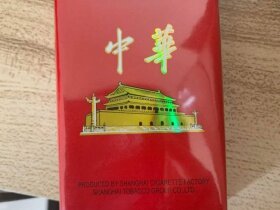 中華
PRODUCED BY SHANGHAI CIGARETTE FACTORY
SHANGHAI TOBACCO GROUP CO.,LTD.